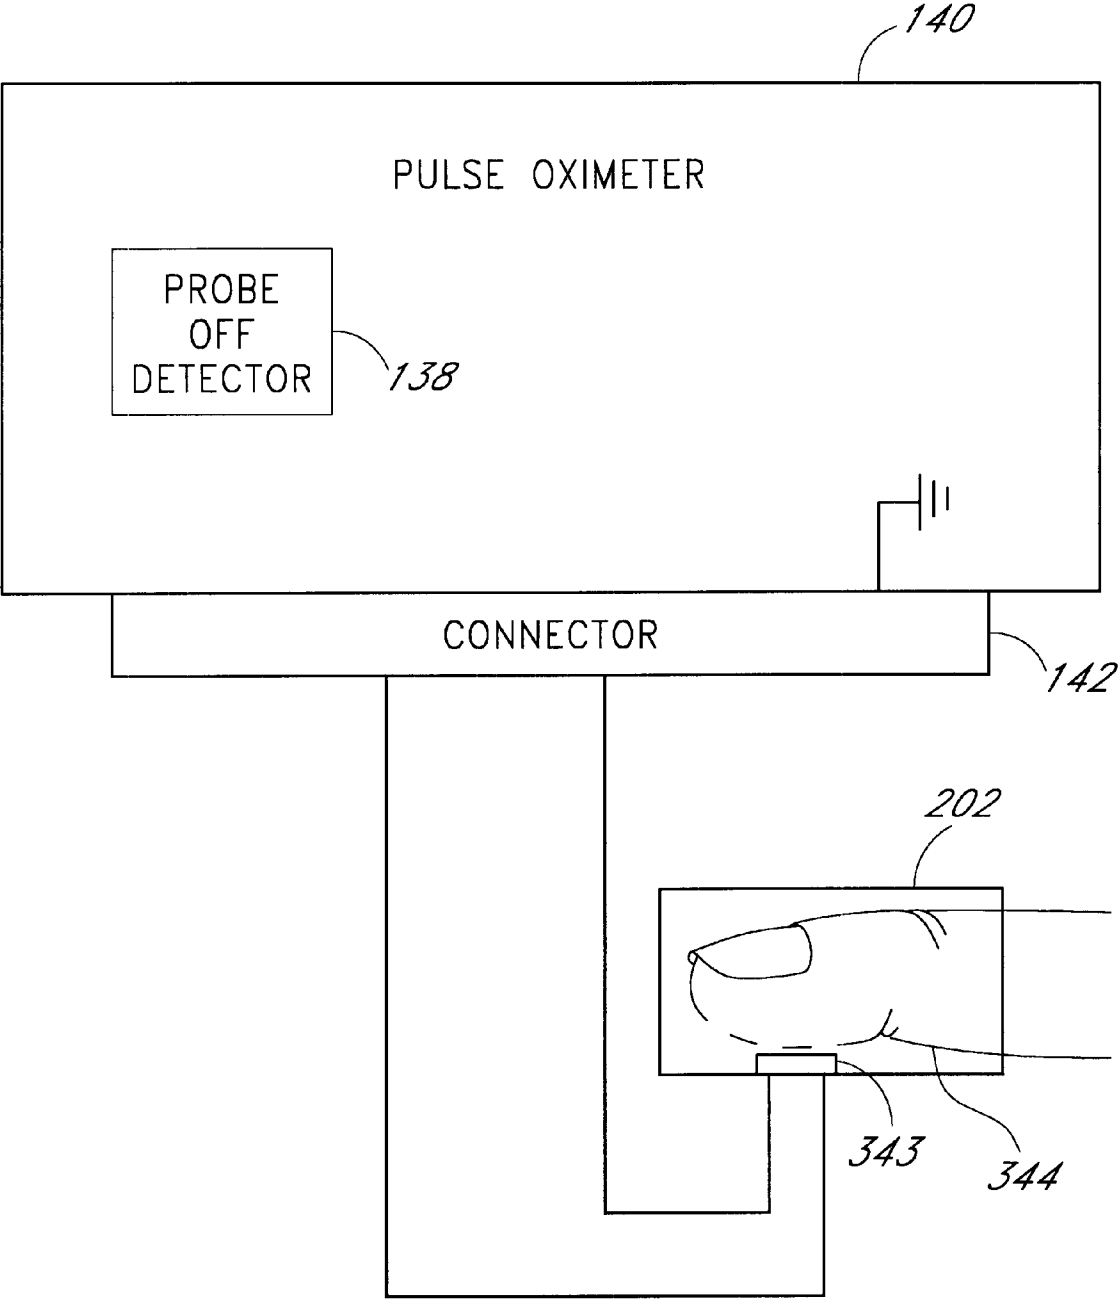 140
PULSE OXIMETER
PROBE
OFF
DETECTOR
138
CONNECTOR
142
202
343
344